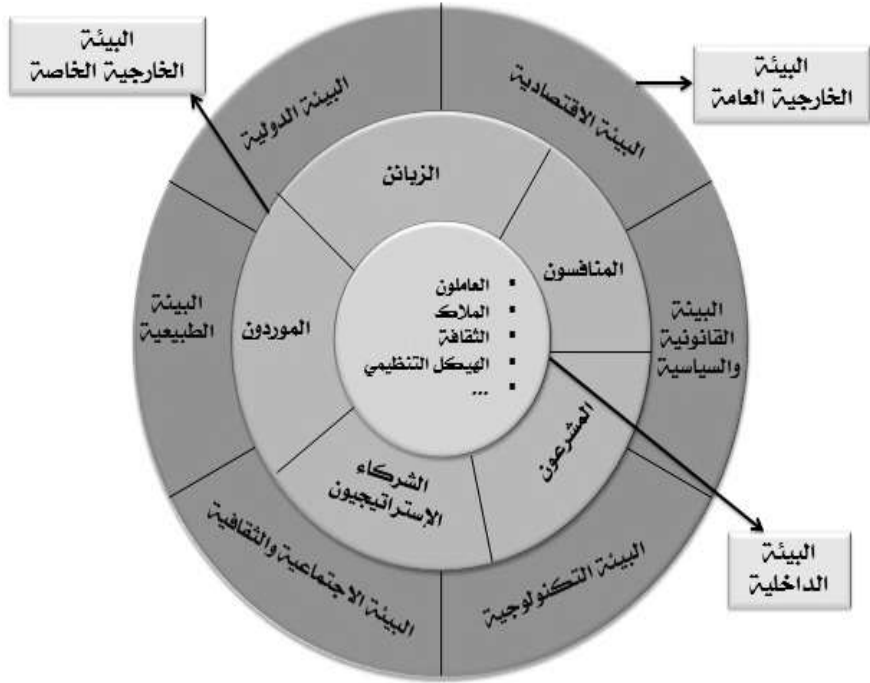 البيئة
الخارجية الخاصة
البيئة
الخارجية العامة
البيئة الدولية
البيئة الاقتصادية
الزبائن
المنافسون
البيئة
القانونية
والسياسية
البيئة
الطبيعية
الموردون
▪ العاملون
▪ الملاك
▪ الثقافة
▪ الهيكل التنظيمي
▪ ...
المشرعون
الشركاء
الإستراتيجيون
البيئة الاجتماعية والثقافية
البيئة التكنولوجية
البيئة
الداخلية